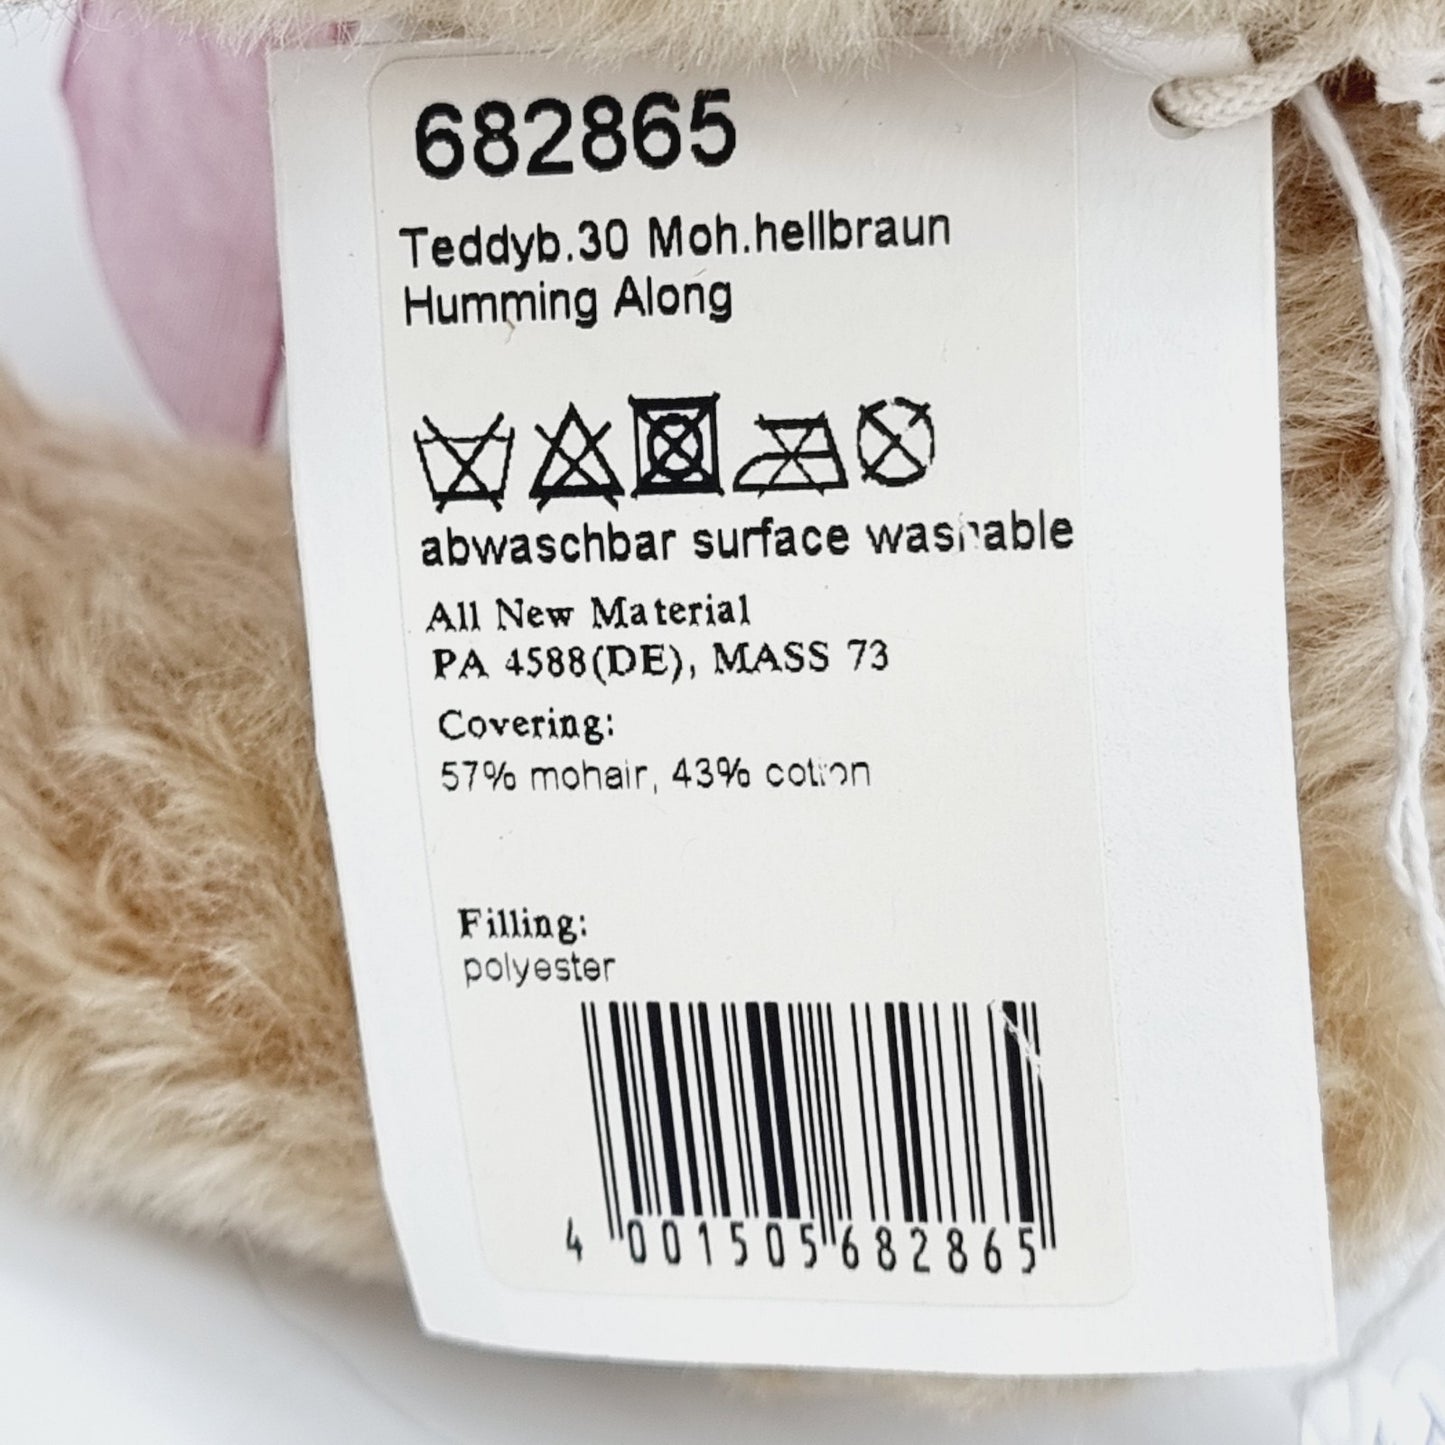 682865
Teddyb.30 Moh.hellbraun
Humming Along
abwaschbar surface washable
All New Material
PA 4588(DE), MASS 73
Covering:
57% mohair, 43% cotton
Filling:
polyester
4 001505 682865